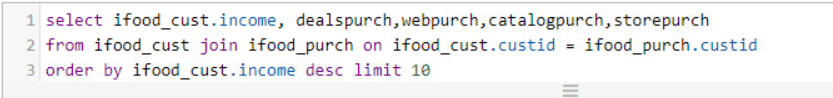 1 select ifood_cust.income, dealspurch,webpurch,catalogpurch,storepurch
2 from ifood_cust join ifood_purch on ifood_cust.custid = ifood_purch.custid
3 order by ifood_cust.income desc limit 10